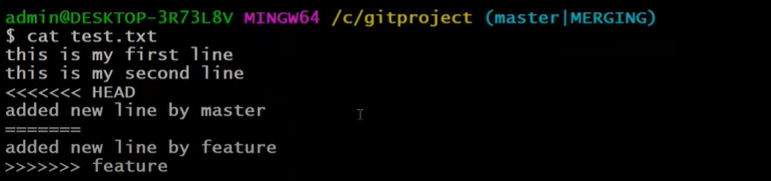 admin@DESKTOP-3R73L8V MINGW64 /c/gitproject (master|MERGING)
$ cat test.txt
this is my first line
this is my second line
<<<<<<< HEAD
added new line by master
=======
added new line by feature
>>>>>>> feature